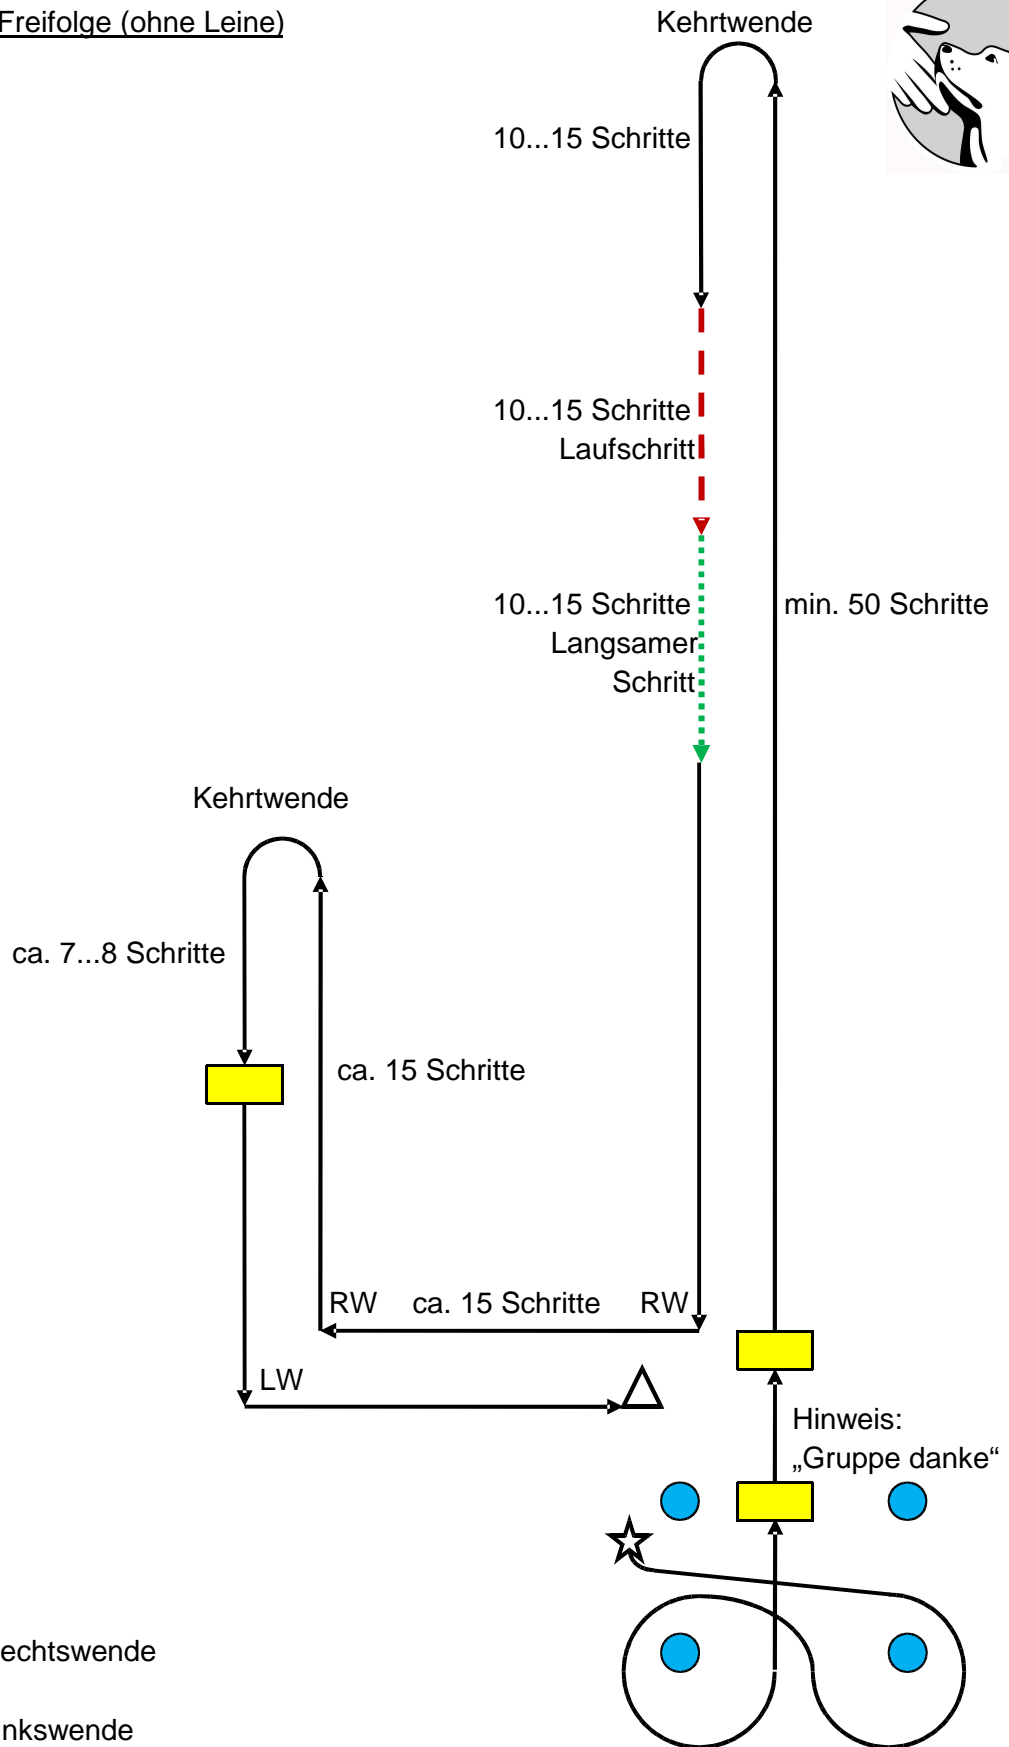 Freifolge (ohne Leine)
Kehrtwende
10...15 Schritte
10...15 Schritte
Laufschritt
10...15 Schritte
Langsamer
Schritt
min. 50 Schritte
Kehrtwende
ca. 7...8 Schritte
ca. 15 Schritte
RW
ca. 15 Schritte
RW
LW
Hinweis:
„Gruppe danke“
echtswende
nkswende